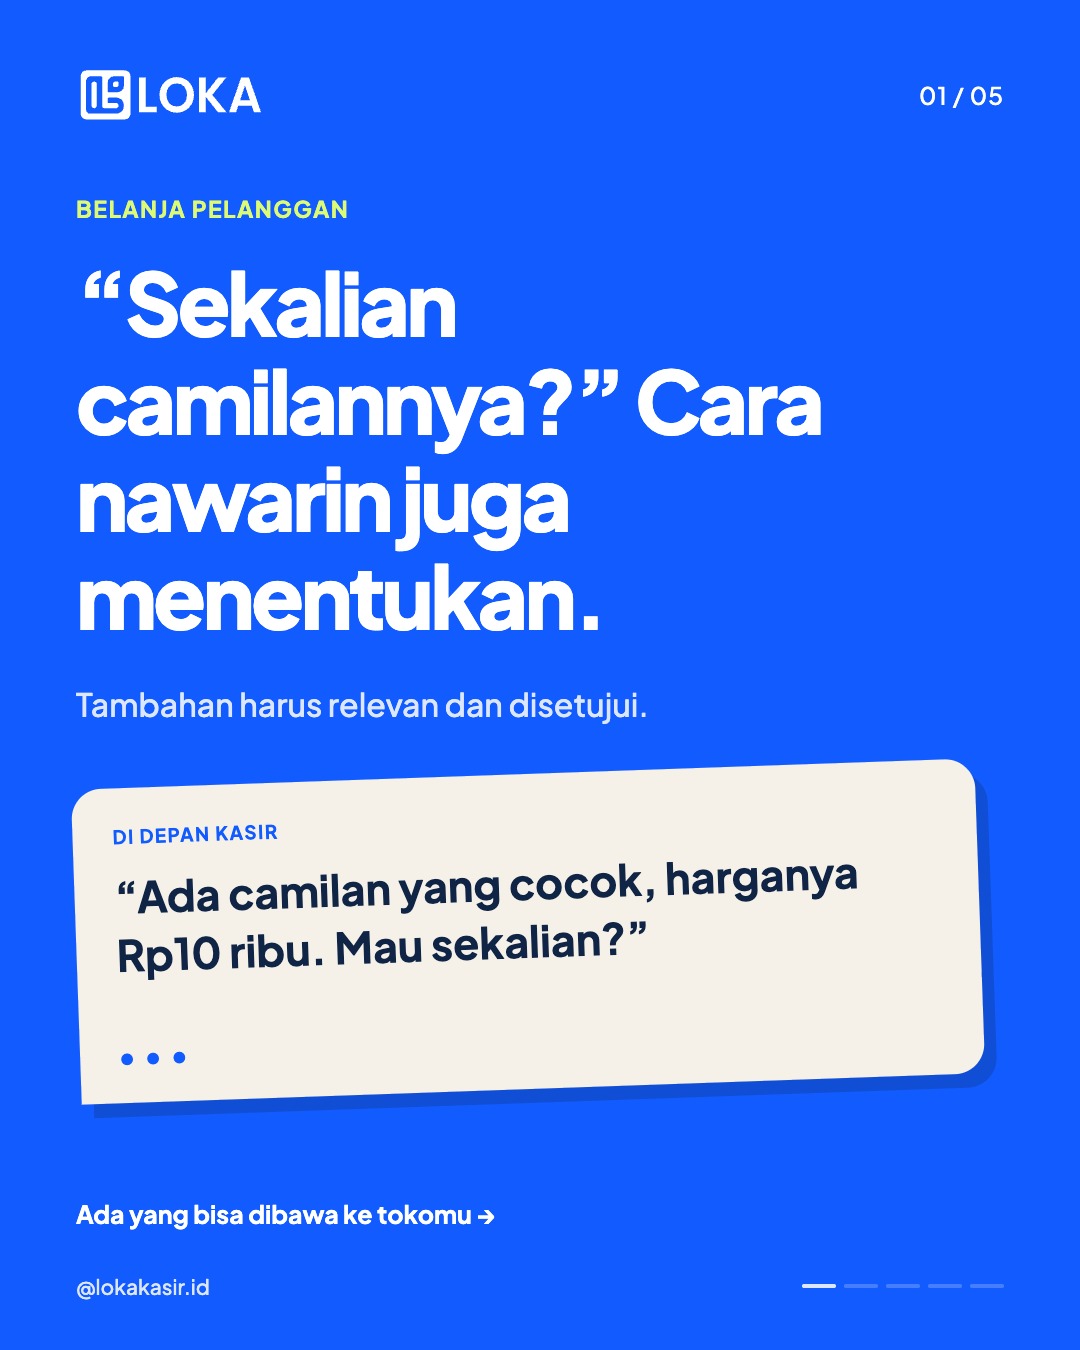 LOKA
01 / 05
BELANJA PELANGGAN
“Sekalian
camilannya?” Cara
nawarin juga
menentukan.
Tambahan harus relevan dan disetujui.
DI DEPAN KASIR
“Ada camilan yang cocok, harganya
Rp10 ribu. Mau sekalian?”
Ada yang bisa dibawa ke tokomu →
@lokakasir.id